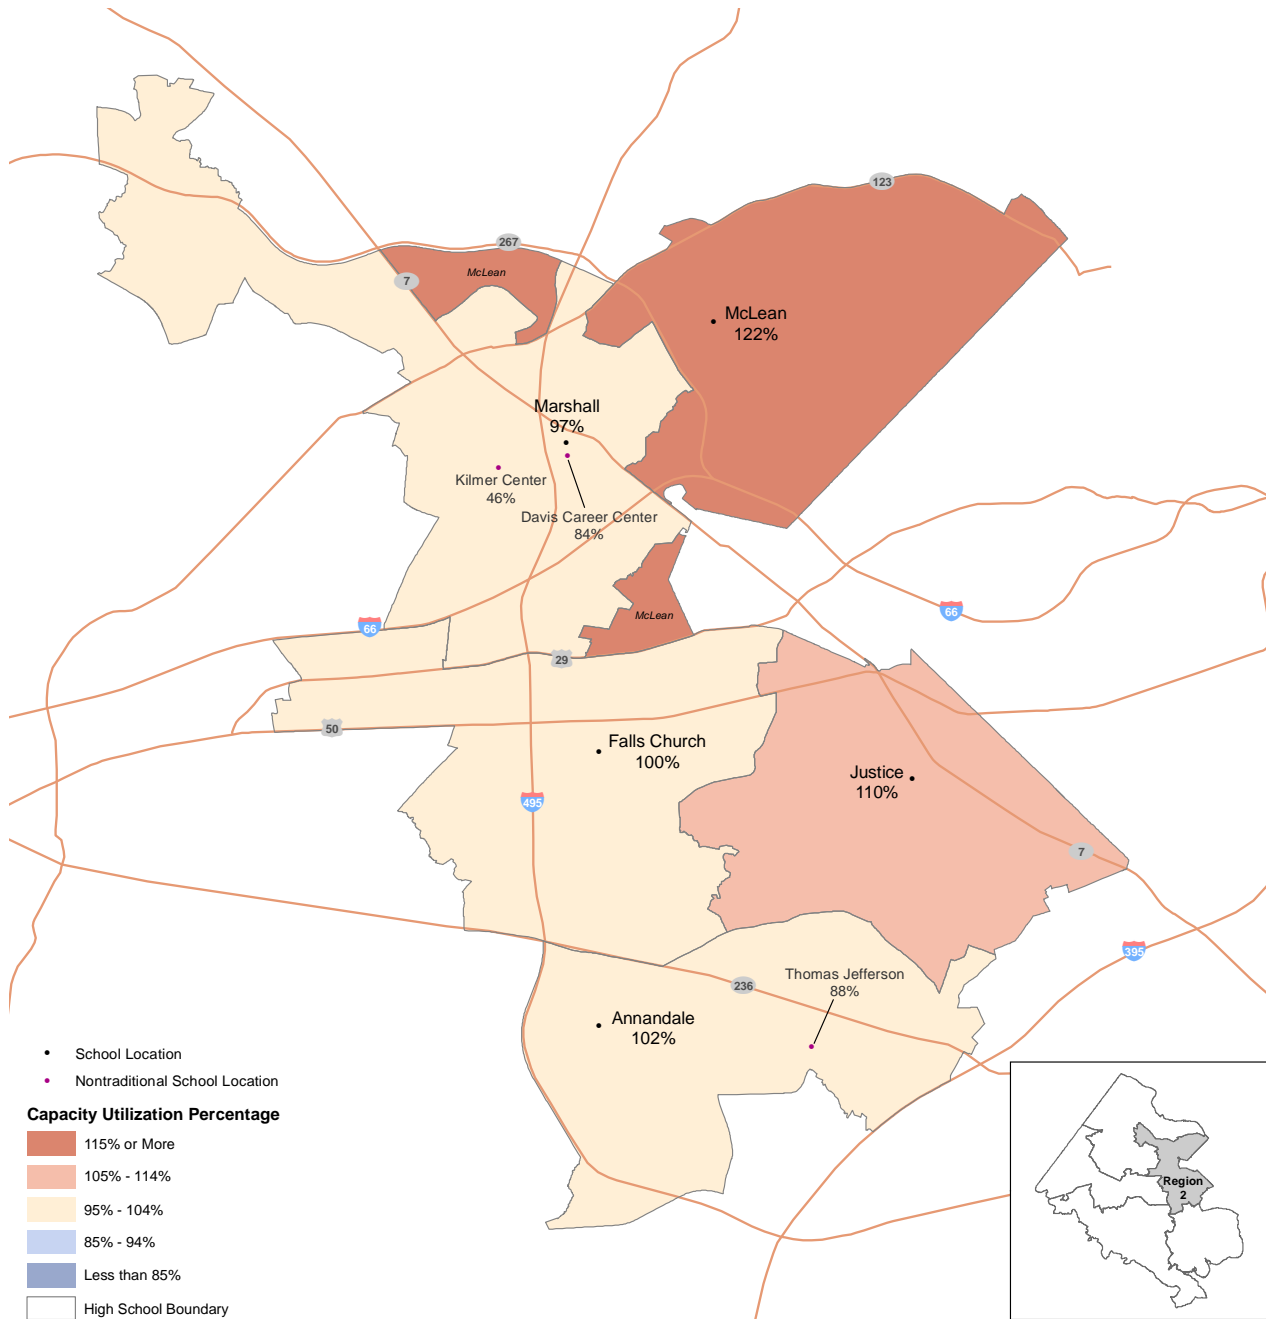 123
267
McLean
7
McLean
122%
Marshall
97%
Kilmer Center
46%
Davis Career Center
84%
McLean
66
66
29
50
Falls Church
100%
Justice
110%
495
7
395
Thomas Jefferson
88%
236
Annandale
102%
School Location
Nontraditional School Location
Capacity Utilization Percentage
115% or More
105% - 114%
95% - 104%
85% - 94%
Less than 85%
High School Boundary
Region
2